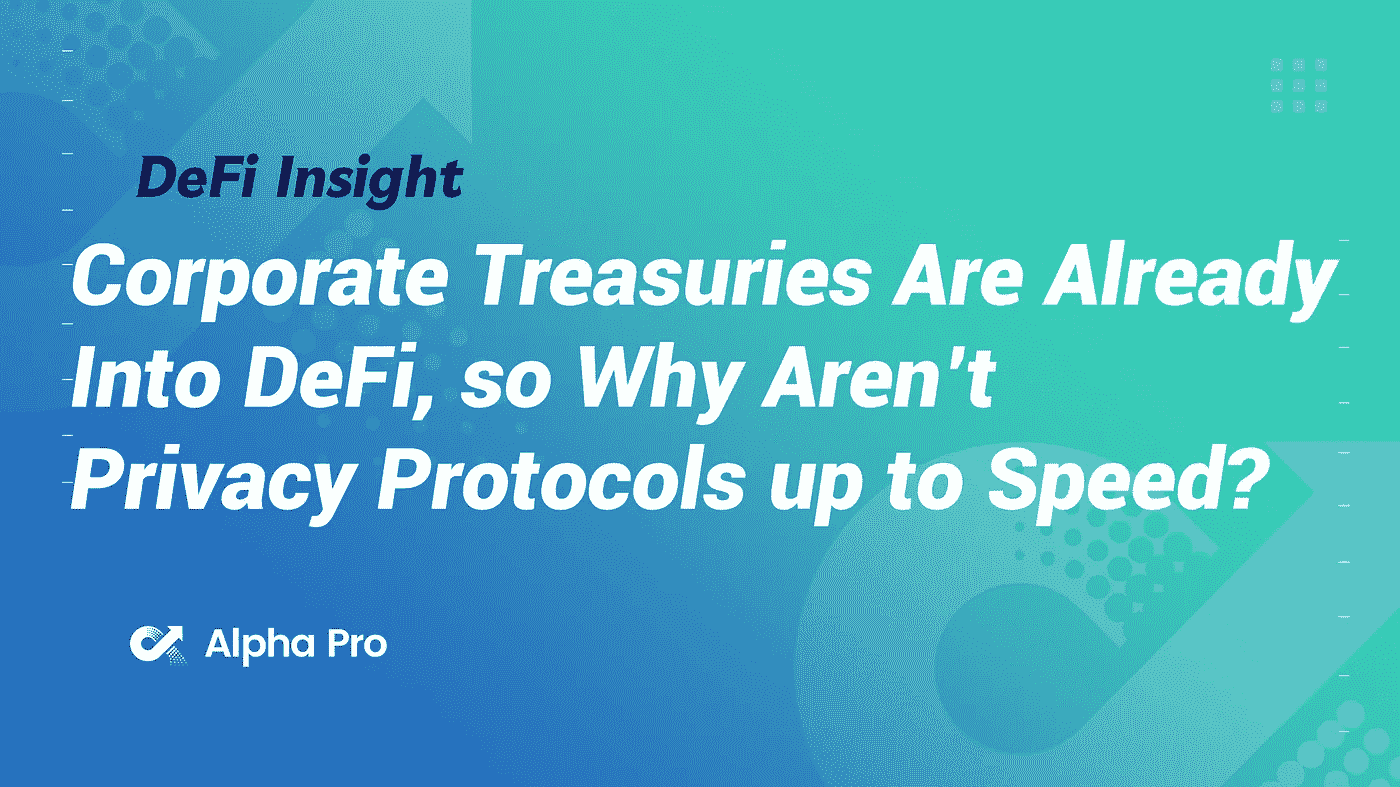 DeFi Insight
Corporate Treasuries Are Already
Into DeFi, so Why Aren't
Privacy Protocols up to Speed?
Alpha Pro